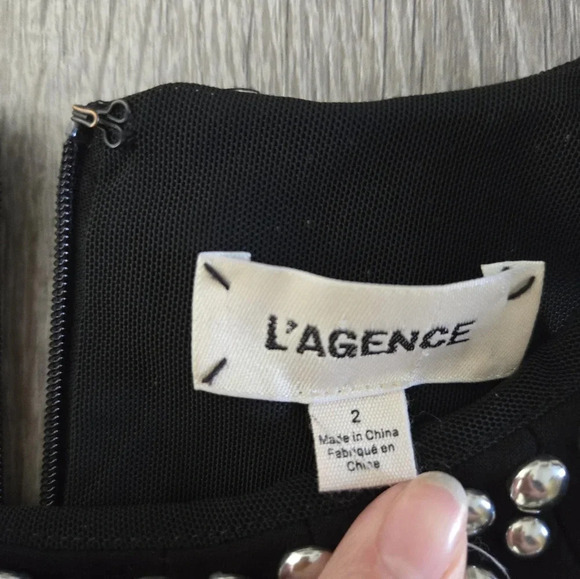 L'AGENCE
2
Made in China
Fabriqué en
Chine